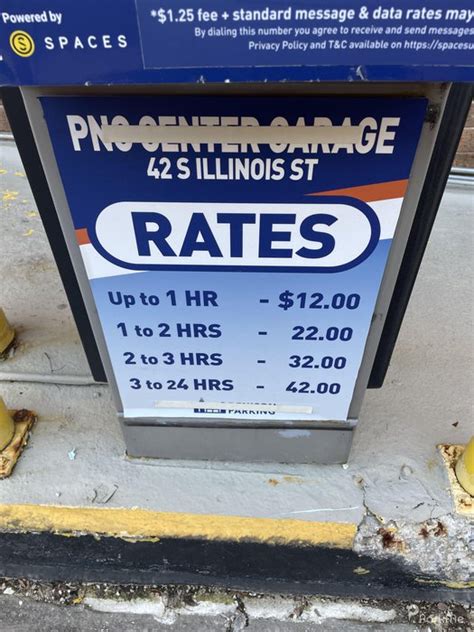 Powered by
S SPACES
*$1.25 fee + standard message & data rates may
By dialing this number you agree to receive and send messages
Privacy Policy and T&C available on https://spacesu
PNC CENTER GARAGE
42 S ILLINOIS ST
RATES
Up to 1 HR - $12.00
1 to 2 HRS - 22.00
2 to 3 HRS - 32.00
3 to 24 HRS - 42.00
PARKING
ParkMe